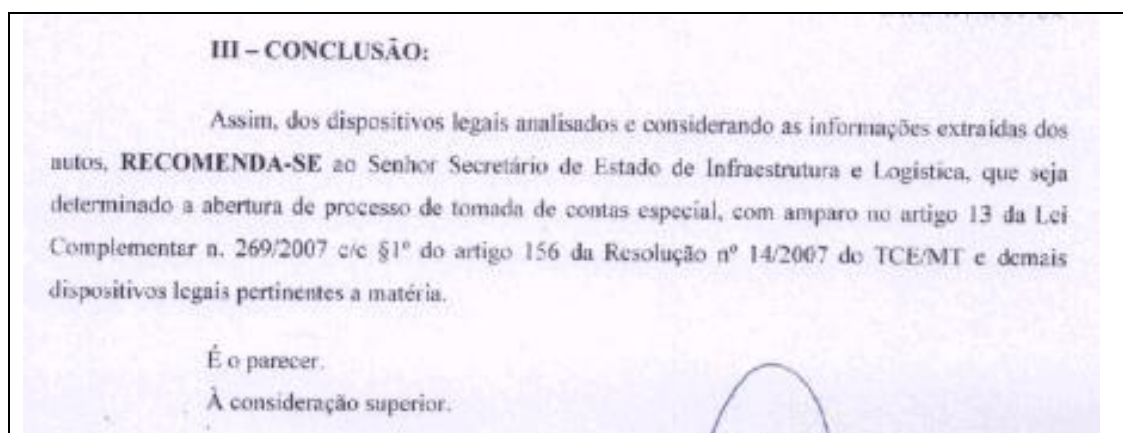 III – CONCLUSÃO:
Assim, dos dispositivos legais analisados e considerando as informações extraídas dos
autos, RECOMENDA-SE ao Senhor Secretário de Estado de Infraestrutura e Logística, que seja
determinado a abertura de processo de tomada de contas especial, com amparo no artigo 13 da Lei
Complementar n. 269/2007 c/c §1º do artigo 156 da Resolução nº 14/2007 do TCE/MT e demais
dispositivos legais pertinentes a matéria.
É o parecer.
À consideração superior.